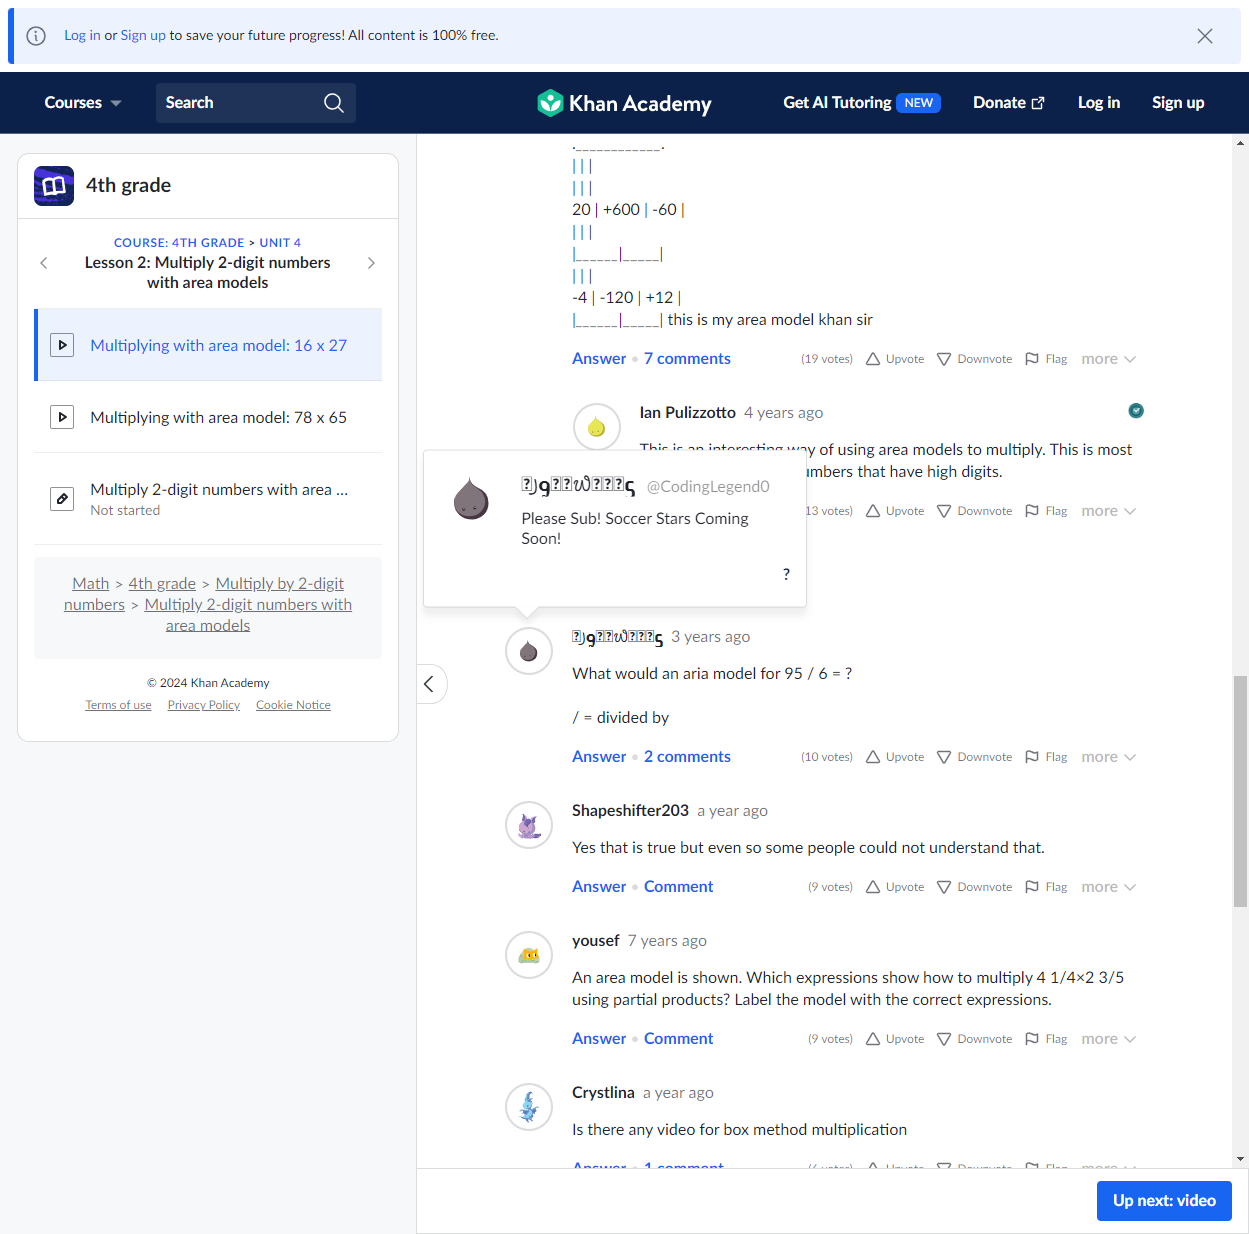 Log in or Sign up to save your future progress! All content is 100% free.
Courses
Search
Khan Academy
Get AI Tutoring NEW
Donate
Log in
Sign up
4th grade
COURSE: 4TH GRADE > UNIT 4
Lesson 2: Multiply 2-digit numbers
with area models
Multiplying with area model: 16 x 27
Multiplying with area model: 78 x 65
Multiply 2-digit numbers with area ...
Not started
Math > 4th grade > Multiply by 2-digit
numbers > Multiply 2-digit numbers with
area models
© 2024 Khan Academy
Terms of use Privacy Policy Cookie Notice
.____________.
| | |
| | |
20 | +600 | -60 |
| | |
|______|_____|
| | |
-4 | -120 | +12 |
|______|_____| this is my area model khan sir
Answer • 7 comments (19 votes) Upvote Downvote Flag more
Ian Pulizzotto 4 years ago
This is an interesting way of using area models to multiply. This is most
umbers that have high digits.
13 votes) Upvote Downvote Flag more
@CodingLegend0
Please Sub! Soccer Stars Coming
Soon!
?
3 years ago
What would an aria model for 95 / 6 = ?
/ = divided by
Answer • 2 comments (10 votes) Upvote Downvote Flag more
Shapeshifter203 a year ago
Yes that is true but even so some people could not understand that.
Answer • Comment (9 votes) Upvote Downvote Flag more
yousef 7 years ago
An area model is shown. Which expressions show how to multiply 4 1/4×2 3/5
using partial products? Label the model with the correct expressions.
Answer • Comment (9 votes) Upvote Downvote Flag more
Crystlina a year ago
Is there any video for box method multiplication
Answer • 1 comment (6 votes) Upvote Downvote Flag more
Up next: video